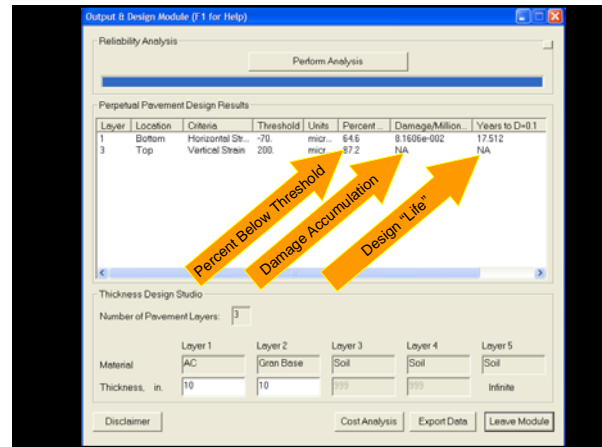 Output & Design Module (F1 for Help)
Reliability Analysis
Perform Analysis
Perpetual Pavement Design Results
Layer Location Criteria Threshold Units Percent ... Damage/Million... Years to D=0.1
1 Bottom Horizontal Str... -70. micr... 64.6 8.1606e-002 17.512
3 Top Vertical Strain 200. micr... 87.2 NA NA
Percent Below Threshold
Damage Accumulation
Design "Life"
Thickness Design Studio
Number of Pavement Layers: 3
Layer 1 Layer 2 Layer 3 Layer 4 Layer 5
Material AC Gran Base Soil Soil Soil
Thickness, in. 10 10 999 999 Infinite
Disclaimer Cost Analysis Export Data Leave Module